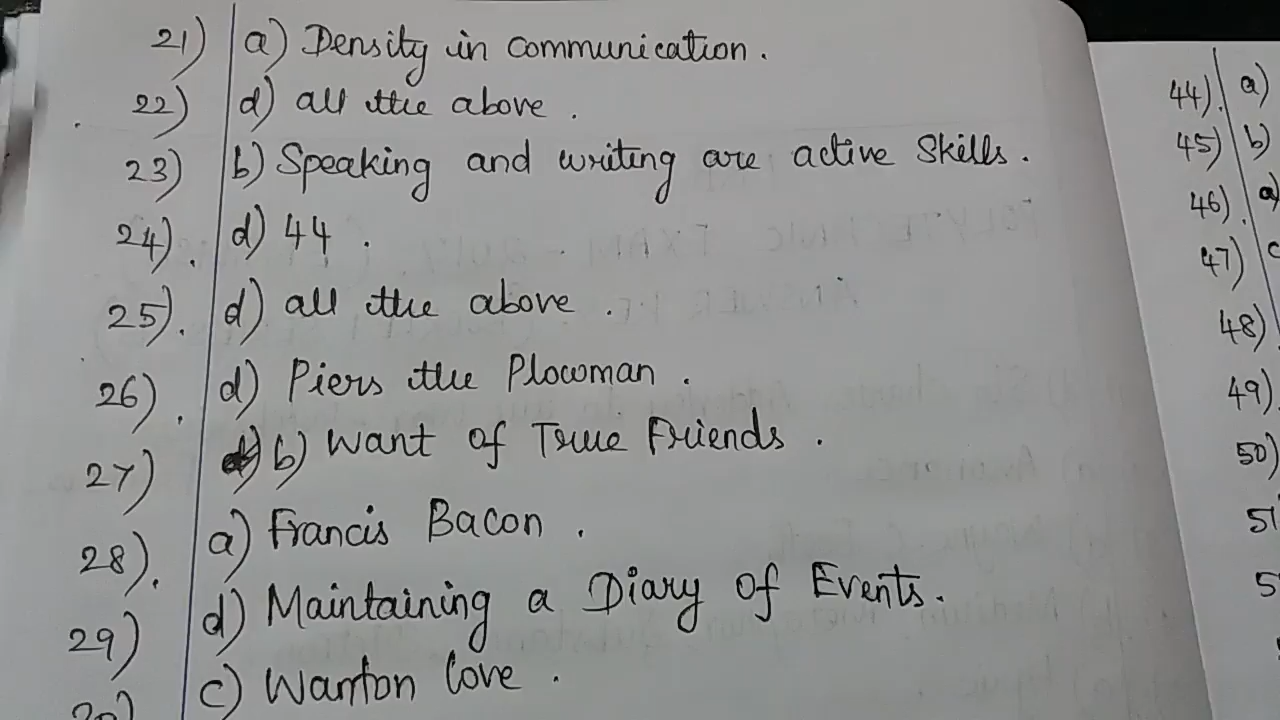 21) a) Density in communication.
22) d) all the above.
23) b) Speaking and writing are active skills.
24). d) 44.
25). d) all the above.
26). d) Piers the Plowman.
27) b) Want of True Friends.
28). a) Francis Bacon.
29) d) Maintaining a Diary of Events.
c) Wanton love.
44). a)
45) b)
46). a)
47) c
48)
49).
50)